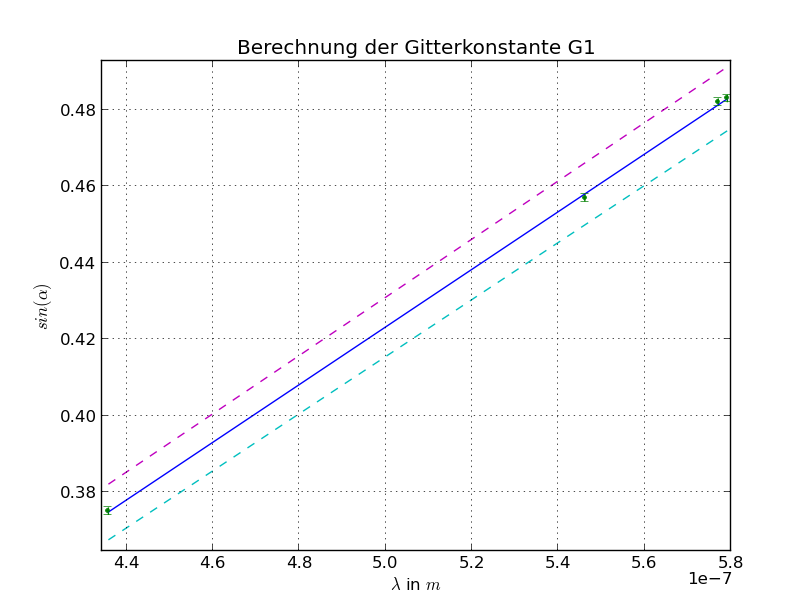 Berechnung der Gitterkonstante G1
0.48
0.46
0.44
0.42
0.40
0.38
sin(α)
4.4 4.6 4.8 5.0 5.2 5.4 5.6 5.8
1e−7
λ in m